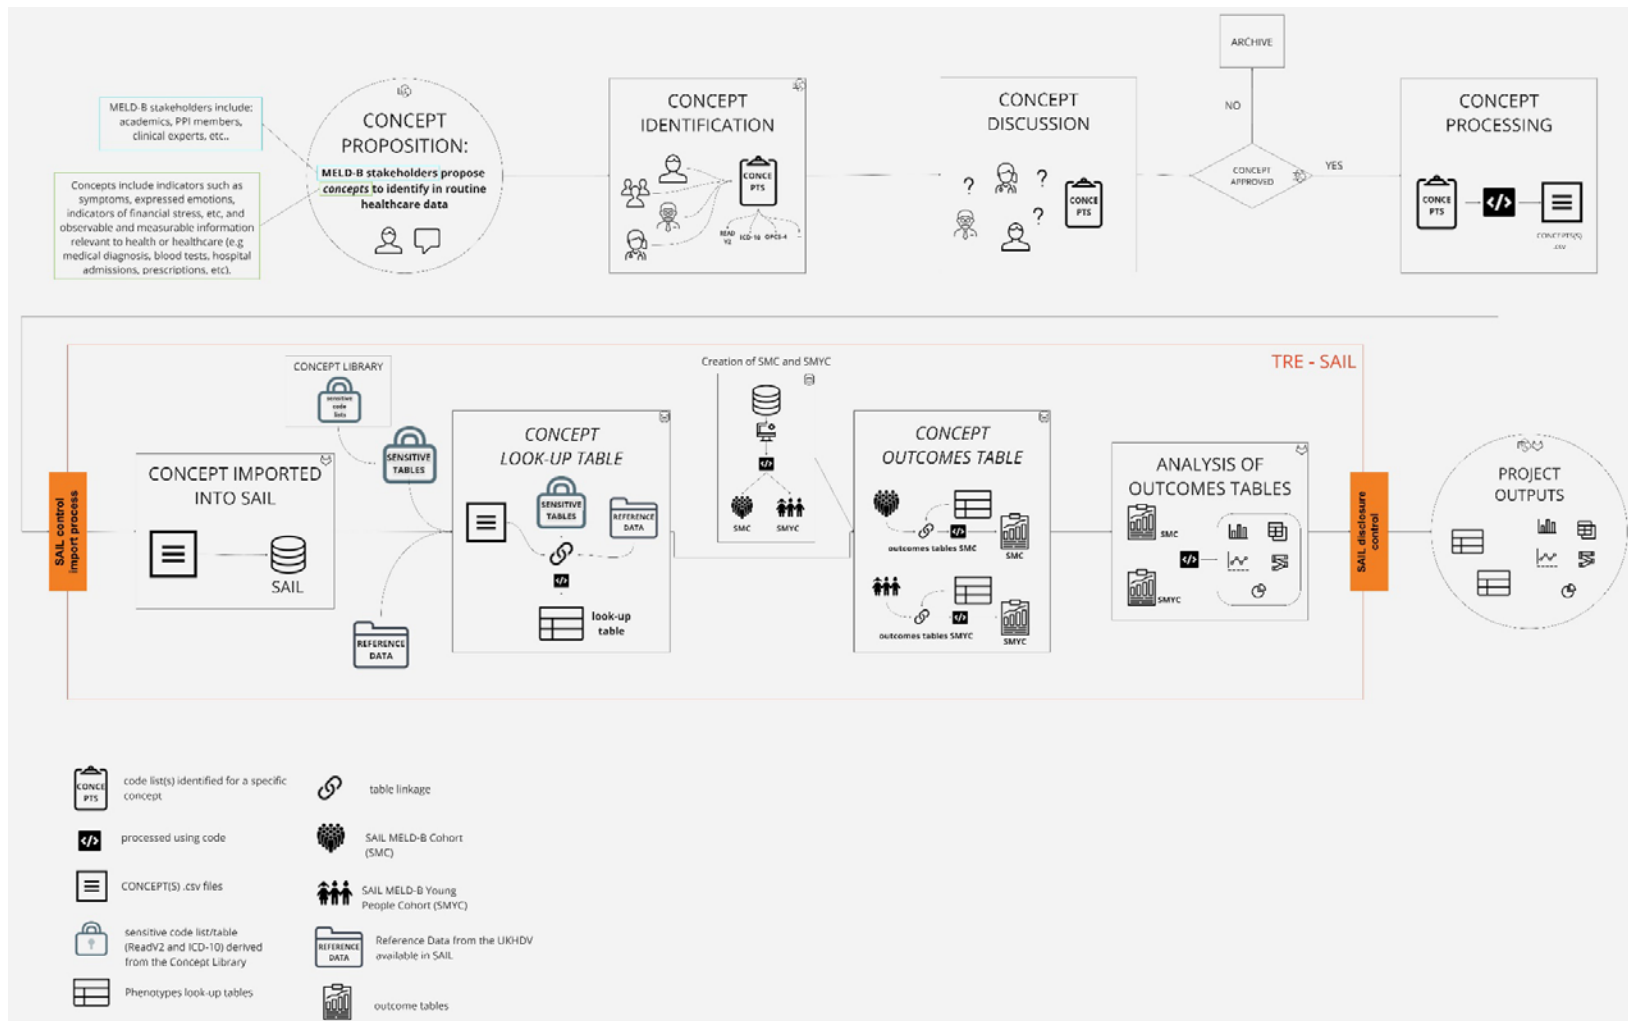 ARCHIVE
NO
MELD-B stakeholders include:
academics, PPI members,
clinical experts, etc..
Concepts include indicators such as
symptoms, expressed emotions,
indicators of financial stress, etc, and
observable and measurable information
relevant to health or healthcare (e.g
medical diagnosis, blood tests, hospital
admissions, prescriptions, etc).
CONCEPT
PROPOSITION:
MELD-B stakeholders propose
concepts to identify in routine
healthcare data
CONCEPT
IDENTIFICATION
CONCE
PTS
READ
V2
ICD-10
OPCS-4
CONCEPT
DISCUSSION
?
?
?
CONCE
PTS
CONCEPT
APPROVED
YES
CONCEPT
PROCESSING
CONCE
PTS
</>
CONCEPTS(S)
.csv
TRE - SAIL
SAIL control
import process
CONCEPT IMPORTED
INTO SAIL
SAIL
CONCEPT LIBRARY
sensitive
code
lists
SENSITIVE
TABLES
REFERENCE
DATA
CONCEPT
LOOK-UP TABLE
SENSITIVE
TABLES
REFERENCE
DATA
</>
look-up
table
Creation of SMC and SMYC
</>
SMC
SMYC
CONCEPT
OUTCOMES TABLE
</>
outcomes tables SMC
SMC
</>
outcomes tables SMYC
SMYC
ANALYSIS OF
OUTCOMES TABLES
SMC
</>
SMYC
SAIL disclosure
control
PROJECT
OUTPUTS
CONCE
PTS
code list(s) identified for a specific
concept
</>
processed using code
CONCEPT(S) .csv files
sensitive code list/table
(ReadV2 and ICD-10) derived
from the Concept Library
Phenotypes look-up tables
table linkage
SAIL MELD-B Cohort
(SMC)
SAIL MELD-B Young
People Cohort (SMYC)
REFERENCE
DATA
Reference Data from the UKHDV
available in SAIL
outcome tables